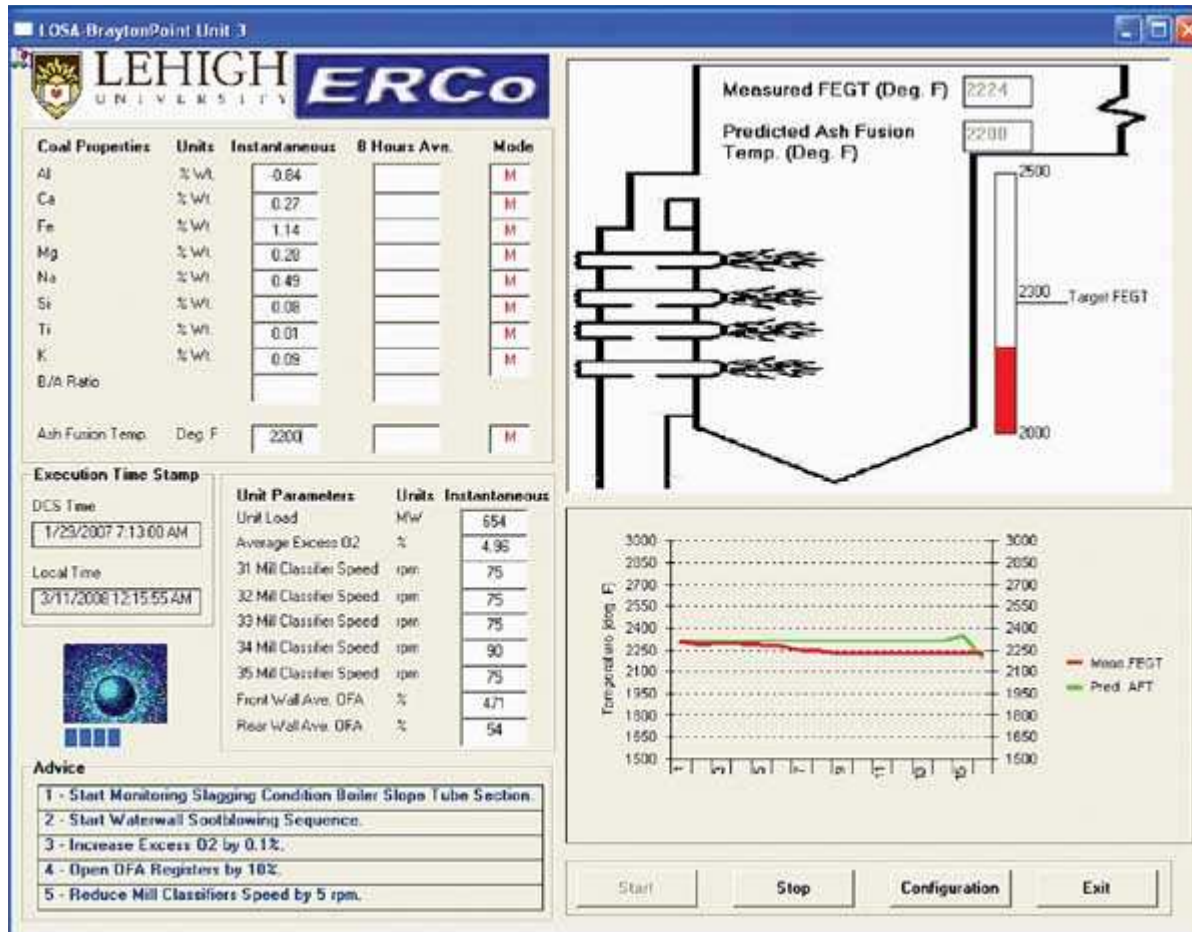 LOSA-BraytonPoint Unit 3
LEHIGH
UNIVERSITY
ERCo
Coal Properties Units Instantaneous 8 Hours Ave. Mode
Al % Wt. -0.84 M
Ca % Wt. 0.27 M
Fe % Wt. 1.14 M
Mg % Wt. 0.28 M
Na % Wt. 0.49 M
Si % Wt. 0.08 M
Ti % Wt. 0.01 M
K % Wt. 0.09 M
B/A Ratio
Ash Fusion Temp. Deg. F 2200 M
Execution Time Stamp
DCS Time
1/29/2007 7:13:00 AM
Local Time
3/11/2008 12:15:55 AM
Unit Parameters Units Instantaneous
Unit Load MW 654
Average Excess O2 % 4.96
31 Mill Classifier Speed rpm 75
32 Mill Classifier Speed rpm 75
33 Mill Classifier Speed rpm 75
34 Mill Classifier Speed rpm 90
35 Mill Classifier Speed rpm 75
Front Wall Ave. OFA % 471
Rear Wall Ave. OFA % 54
Advice
1 - Start Monitoring Slagging Condition Boiler Slope Tube Section.
2 - Start Waterwall Sootblowing Sequence.
3 - Increase Excess O2 by 0.1%.
4 - Open OFA Registers by 10%.
5 - Reduce Mill Classifiers Speed by 5 rpm.
Measured FEGT (Deg. F) 2224
Predicted Ash Fusion
Temp. (Deg. F) 2200
2500
2300 Target FEGT
2000
Temperature (deg. F)
3000 3000
2850 2850
2700 2700
2550 2550
2400 2400
2250 2250
2100 2100
1950 1950
1800 1800
1650 1650
1500 1500
1 3 5 7 9 11 13 15
Meas. FEGT
Pred. AFT
Start Stop Configuration Exit